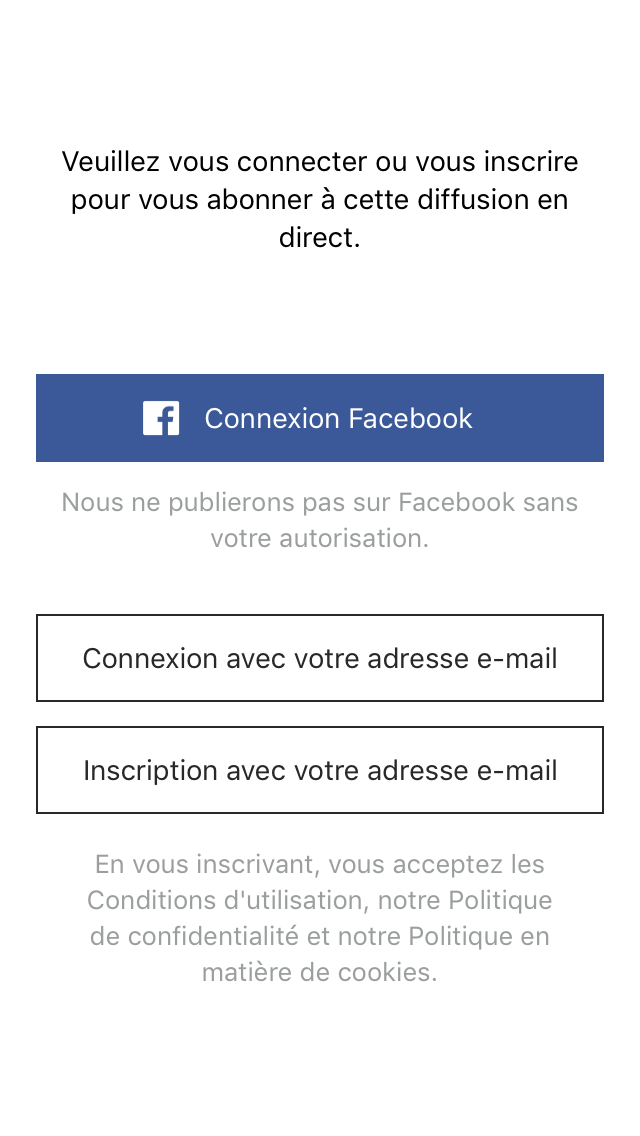 Veuillez vous connecter ou vous inscrire
pour vous abonner à cette diffusion en
direct.
Connexion Facebook
Nous ne publierons pas sur Facebook sans
votre autorisation.
Connexion avec votre adresse e-mail
Inscription avec votre adresse e-mail
En vous inscrivant, vous acceptez les
Conditions d'utilisation, notre Politique
de confidentialité et notre Politique en
matière de cookies.